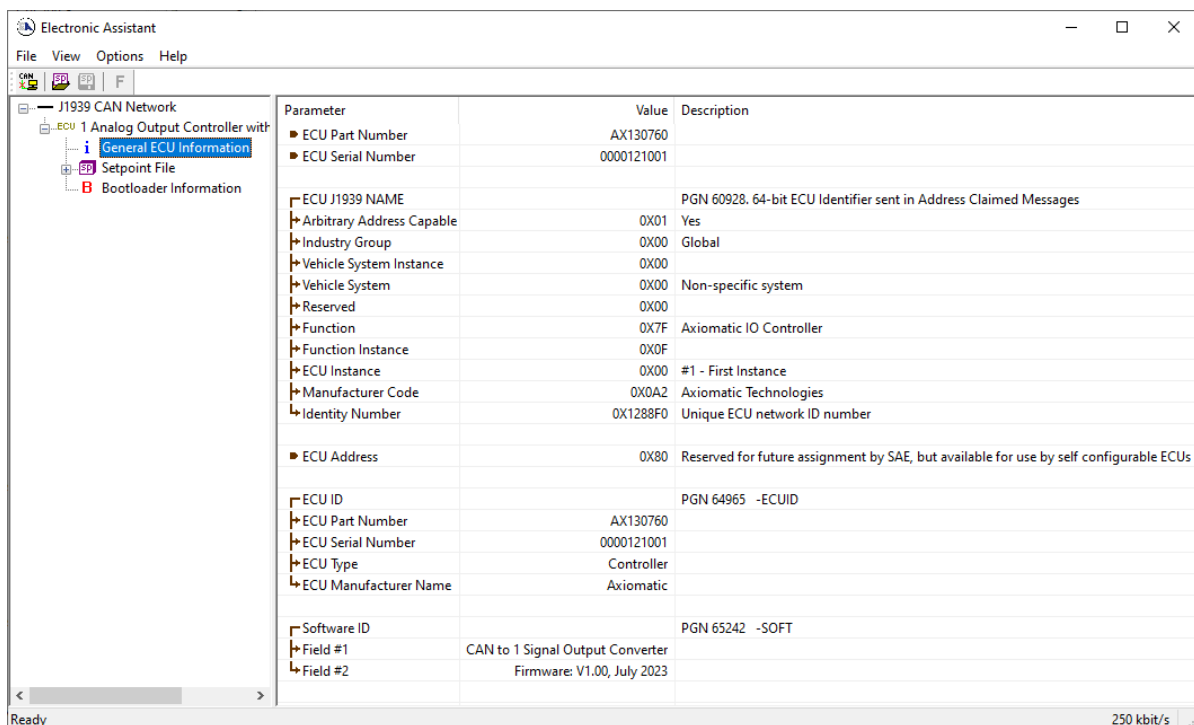 Electronic Assistant
File View Options Help
CAN SP SP F
J1939 CAN Network
ECU 1 Analog Output Controller with
i General ECU Information
SP Setpoint File
B Bootloader Information
Parameter Value Description
ECU Part Number AX130760
ECU Serial Number 0000121001
ECU J1939 NAME PGN 60928. 64-bit ECU Identifier sent in Address Claimed Messages
Arbitrary Address Capable 0X01 Yes
Industry Group 0X00 Global
Vehicle System Instance 0X00
Vehicle System 0X00 Non-specific system
Reserved 0X00
Function 0X7F Axiomatic IO Controller
Function Instance 0X0F
ECU Instance 0X00 #1 - First Instance
Manufacturer Code 0X0A2 Axiomatic Technologies
Identity Number 0X1288F0 Unique ECU network ID number
ECU Address 0X80 Reserved for future assignment by SAE, but available for use by self configurable ECUs
ECU ID PGN 64965 -ECUID
ECU Part Number AX130760
ECU Serial Number 0000121001
ECU Type Controller
ECU Manufacturer Name Axiomatic
Software ID PGN 65242 -SOFT
Field #1 CAN to 1 Signal Output Converter
Field #2 Firmware: V1.00, July 2023
Ready 250 kbit/s